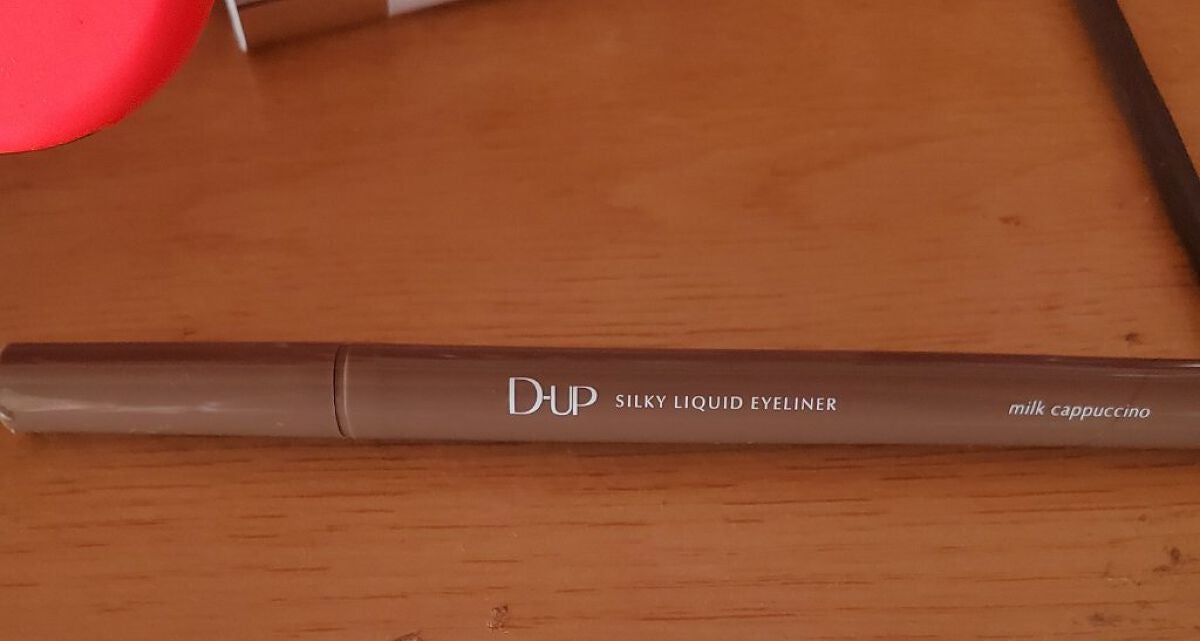 D-UP SILKY LIQUID EYELINER milk cappuccino